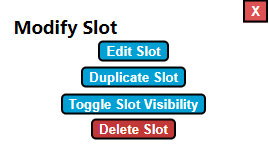 X
Modify Slot
Edit Slot
Duplicate Slot
Toggle Slot Visibility
Delete Slot